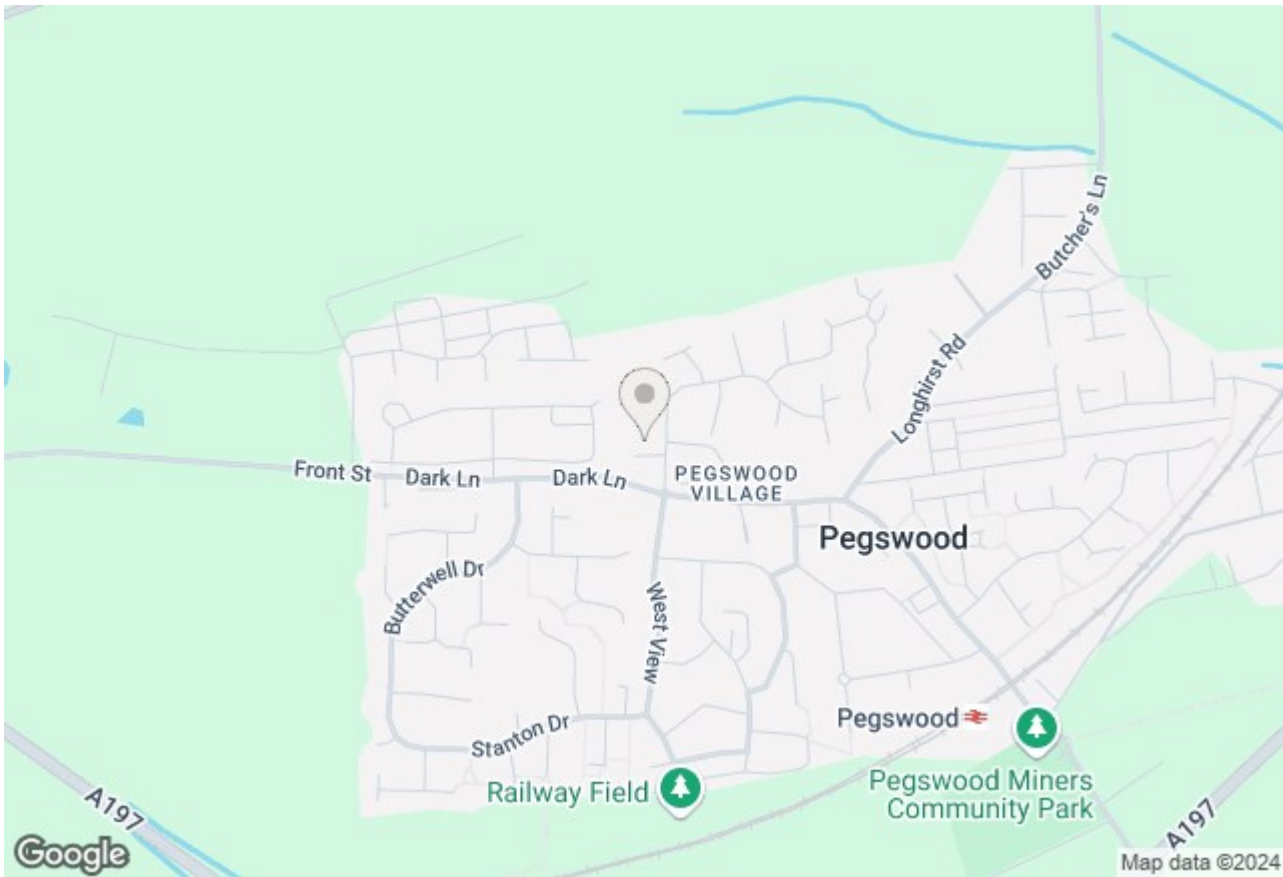 Butcher's Ln
Longhirst Rd
Front St
Dark Ln
Dark Ln
PEGSWOOD
VILLAGE
Pegswood
Butterwell Dr
West View
Stanton Dr
Pegswood
Railway Field
Pegswood Miners
Community Park
A197
A197
Google
Map data ©2024